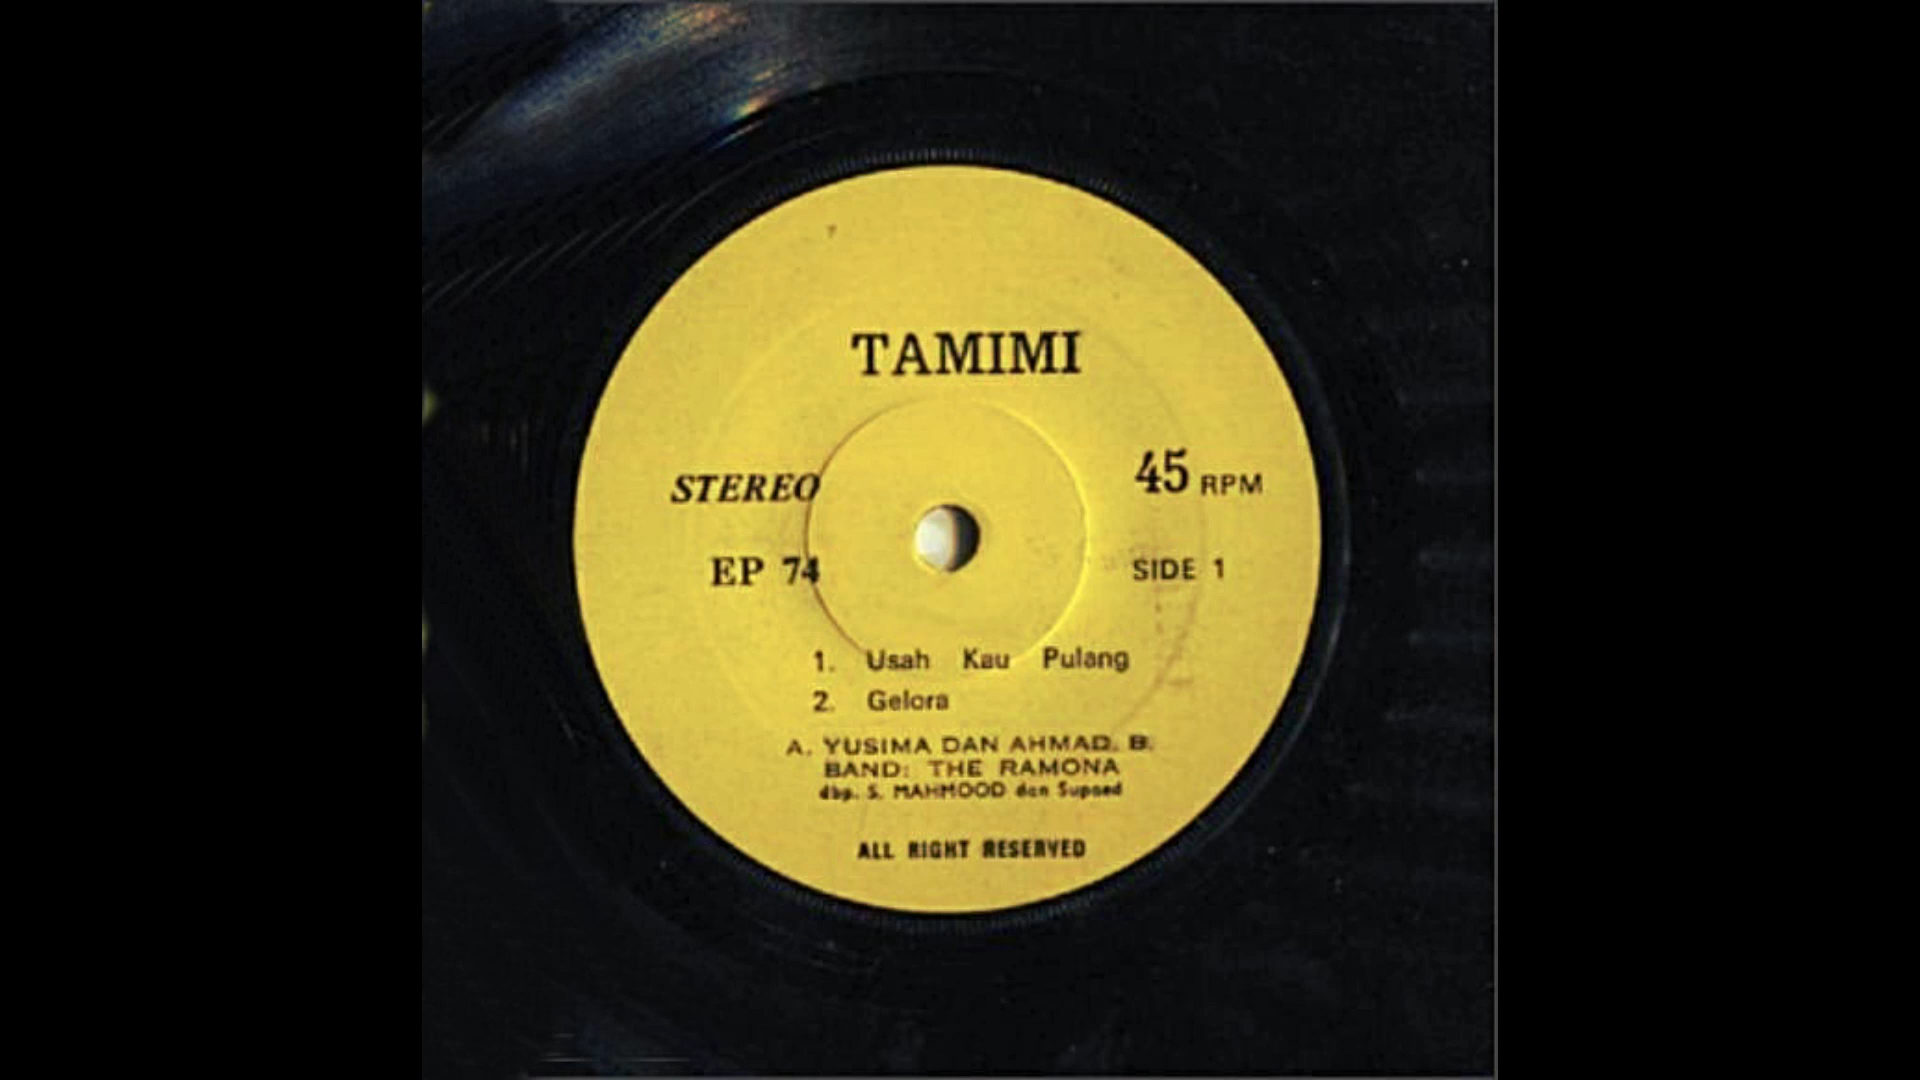 TAMIMI
STEREO
45 RPM
EP 74
SIDE 1
1. Usah Kau Pulang
2. Gelora
A. YUSIMA DAN AHMAD. B.
BAND: THE RAMONA
dbp. S. MAHMOOD dan Supaed
ALL RIGHT RESERVED